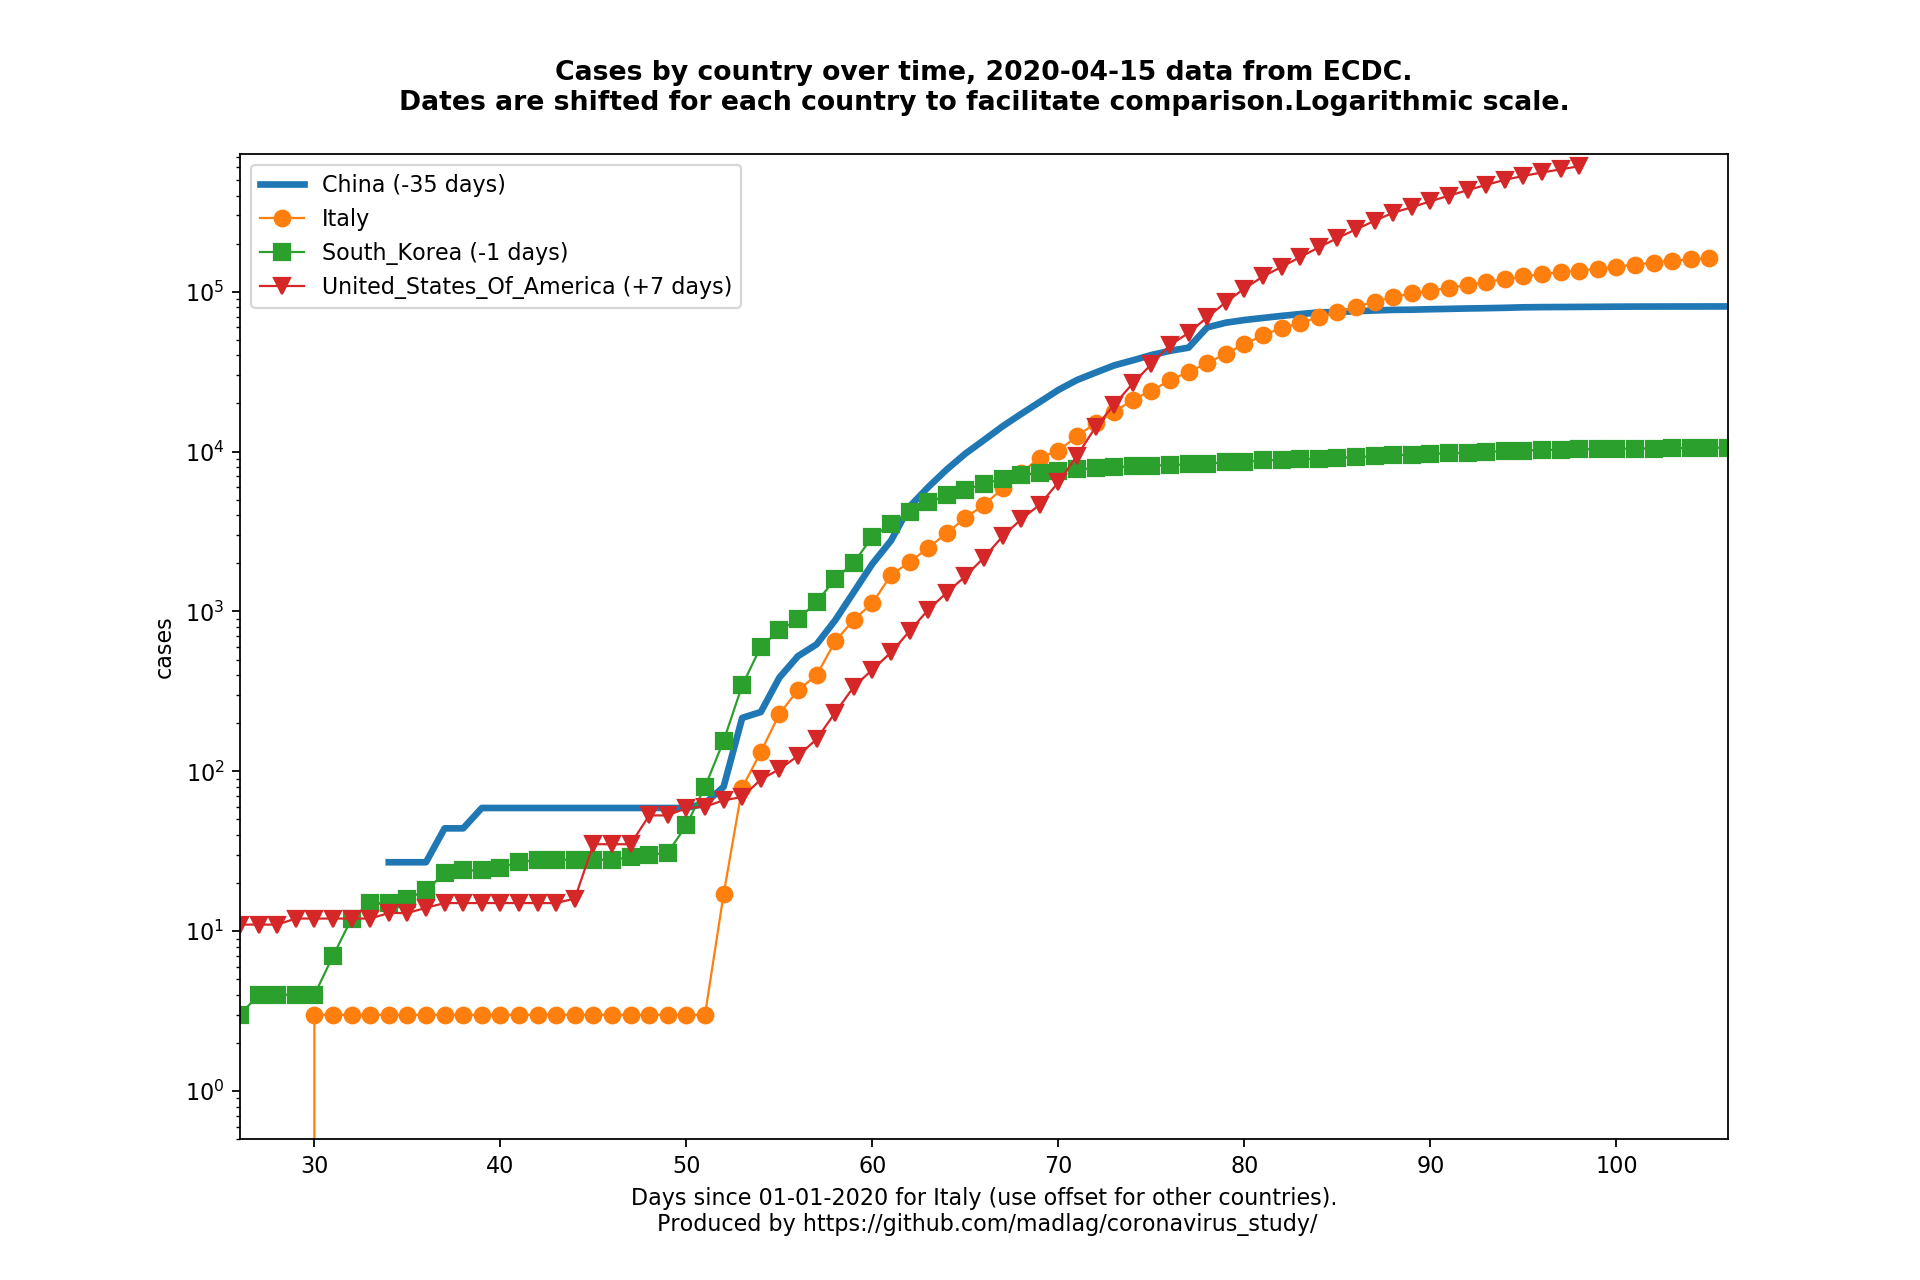 Cases by country over time, 2020-04-15 data from ECDC.
Dates are shifted for each country to facilitate comparison.Logarithmic scale.
China (-35 days)
Italy
South_Korea (-1 days)
United_States_Of_America (+7 days)
10^5
10^4
10^3
10^2
10^1
10^0
cases
30 40 50 60 70 80 90 100
Days since 01-01-2020 for Italy (use offset for other countries).
Produced by https://github.com/madlag/coronavirus_study/